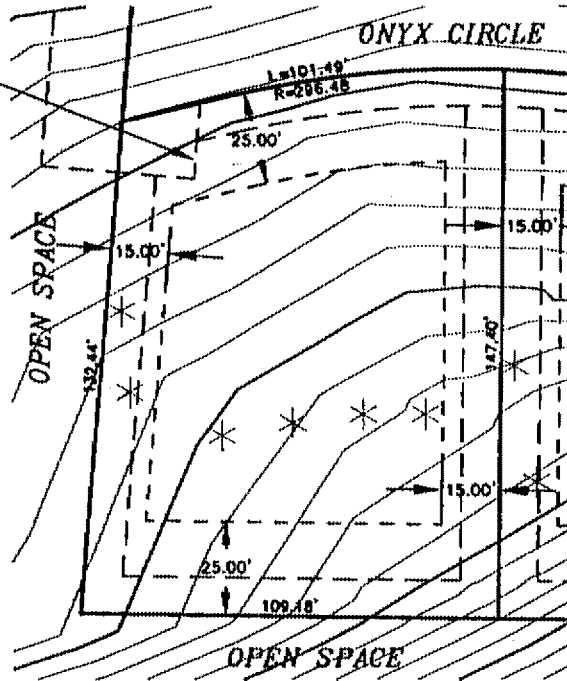 ONYX CIRCLE
L=101.49'
R=296.48
25.00'
OPEN SPACE
15.00'
15.00'
132.44'
147.40'
15.00'
25.00'
109.18'
OPEN SPACE